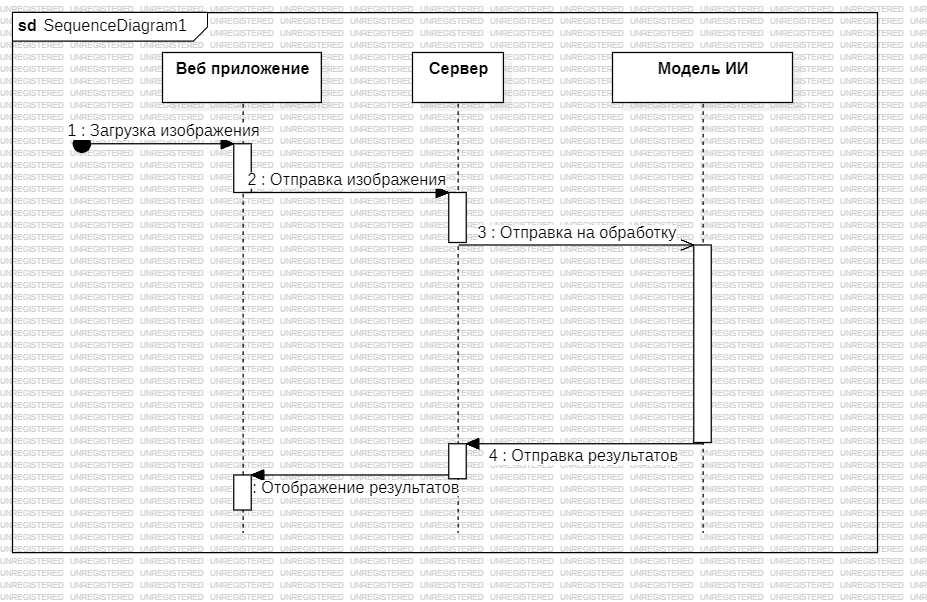 sd SequenceDiagram1
Веб приложение
Сервер
Модель ИИ
1 : Загрузка изображения
2 : Отправка изображения
3 : Отправка на обработку
4 : Отправка результатов
: Отображение результатов
UNREGISTERED